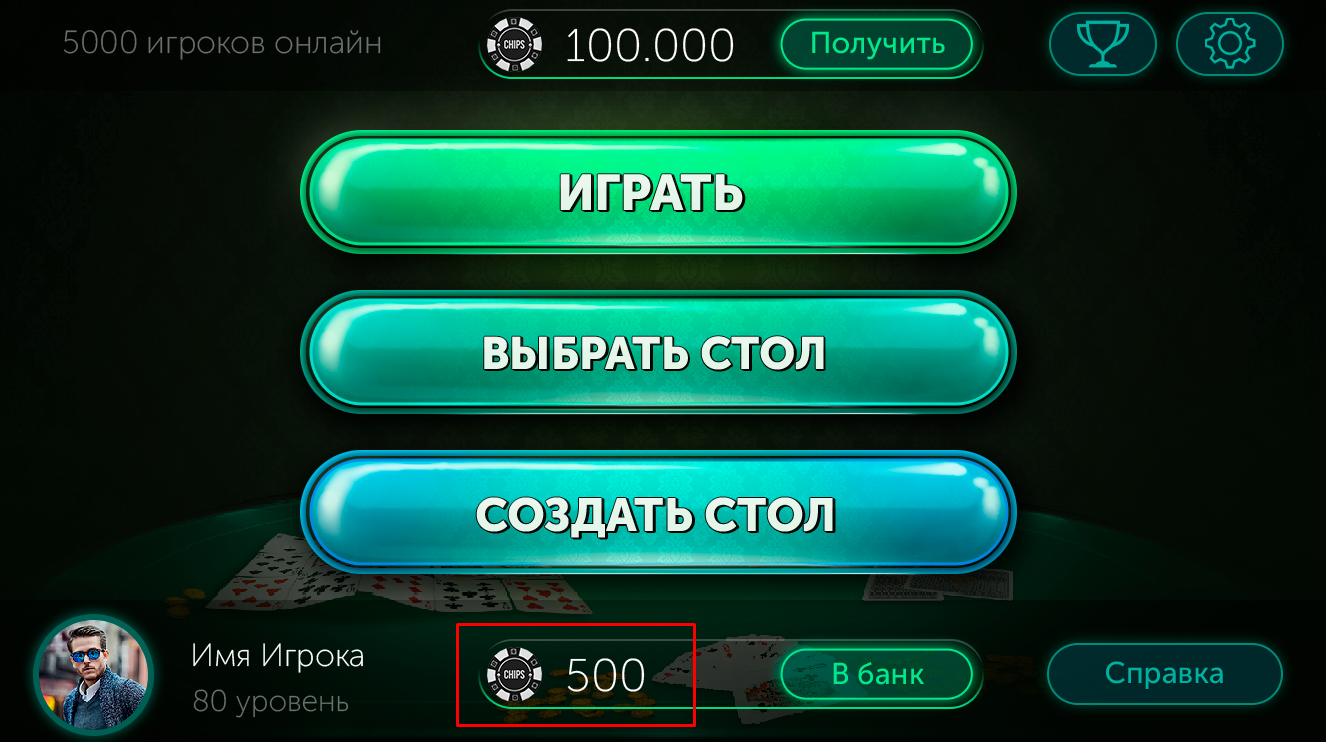 5000 игроков онлайн
CHIPS
100.000
Получить
ИГРАТЬ
ВЫБРАТЬ СТОЛ
СОЗДАТЬ СТОЛ
Имя Игрока
80 уровень
CHIPS
500
В банк
Справка